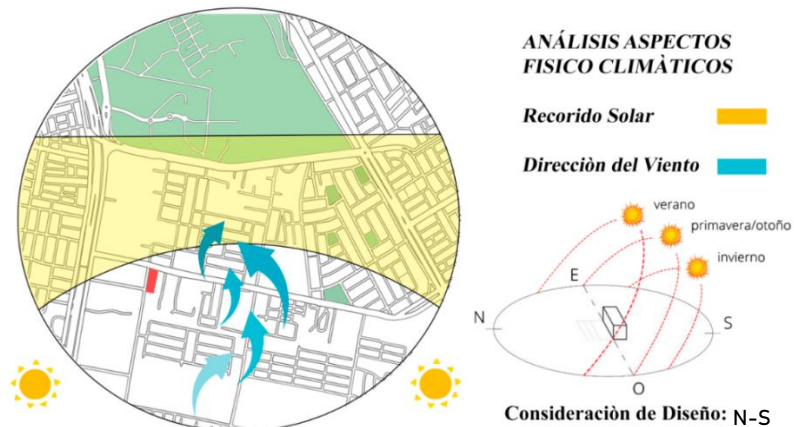 ANÁLISIS ASPECTOS
FISICO CLIMÀTICOS
Recorido Solar
Direcciòn del Viento
verano
primavera/otoño
invierno
E
N
S
O
Consideraciòn de Diseño: N-S